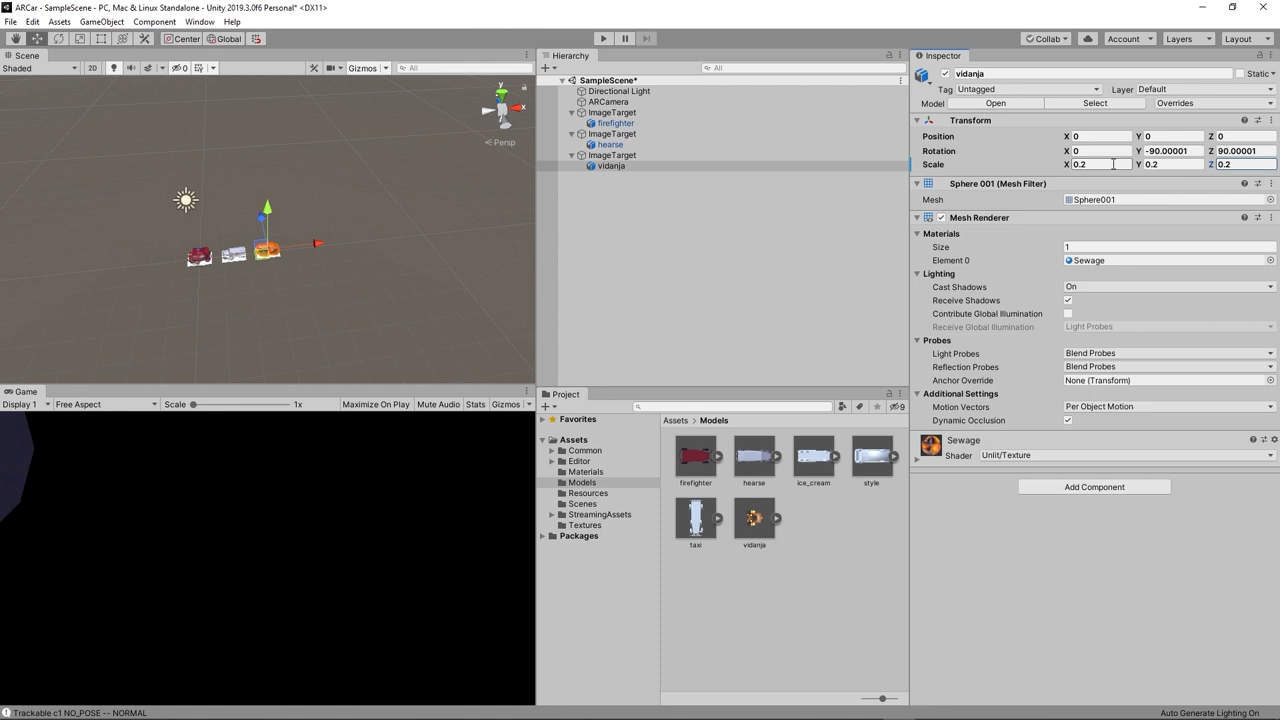 ARCar - SampleScene - PC, Mac & Linux Standalone - Unity 2019.3.0f6 Personal* <DX11>
File Edit Assets GameObject Component Window Help
Center Global Collab Account Layers Layout
Scene
Shaded 2D 0 Gizmos All
y
x
Persp
Hierarchy
All
SampleScene*
Directional Light
ARCamera
ImageTarget
firefighter
ImageTarget
hearse
ImageTarget
vidanja
Game
Display 1 Free Aspect Scale 1x Maximize On Play Mute Audio Stats Gizmos
Project
9
Favorites
Assets
Common
Editor
Materials
Models
Resources
Scenes
StreamingAssets
Textures
Packages
Assets > Models
firefighter hearse ice_cream style
taxi vidanja
Inspector
vidanja Static
Tag Untagged Layer Default
Model Open Select Overrides
Transform
Position X 0 Y 0 Z 0
Rotation X 0 Y -90.00001 Z 90.00001
Scale X 0.2 Y 0.2 Z 0.2
Sphere 001 (Mesh Filter)
Mesh Sphere001
Mesh Renderer
Materials
Size 1
Element 0 Sewage
Lighting
Cast Shadows On
Receive Shadows
Contribute Global Illumination
Receive Global Illumination Light Probes
Probes
Light Probes Blend Probes
Reflection Probes Blend Probes
Anchor Override None (Transform)
Additional Settings
Motion Vectors Per Object Motion
Dynamic Occlusion
Sewage
Shader Unlit/Texture
Add Component
Trackable c1 NO_POSE -- NORMAL
Auto Generate Lighting On